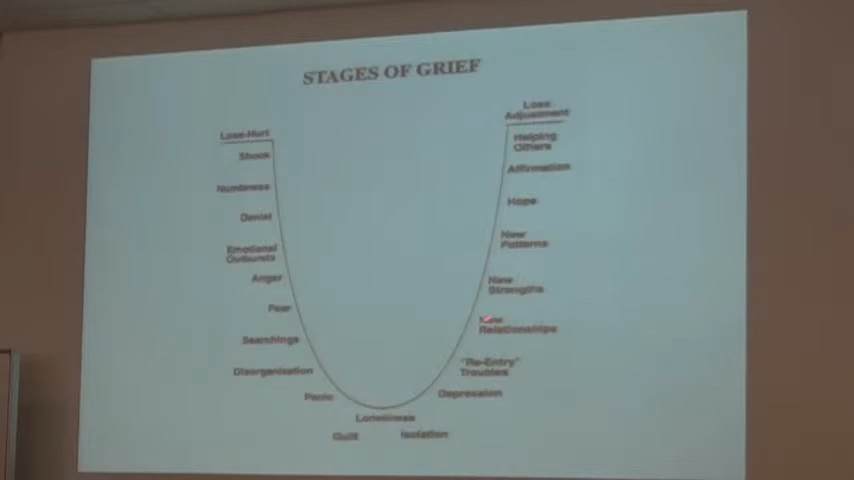 STAGES OF GRIEF
Loss-Hurt
Shock
Numbness
Denial
Emotional
Outbursts
Anger
Fear
Searchings
Disorganization
Panic
Guilt
Loneliness
Isolation
Depression
"Re-Entry"
Troubles
New
Relationships
New
Strengths
New
Patterns
Hope
Affirmation
Helping
Others
Loss
Adjustment